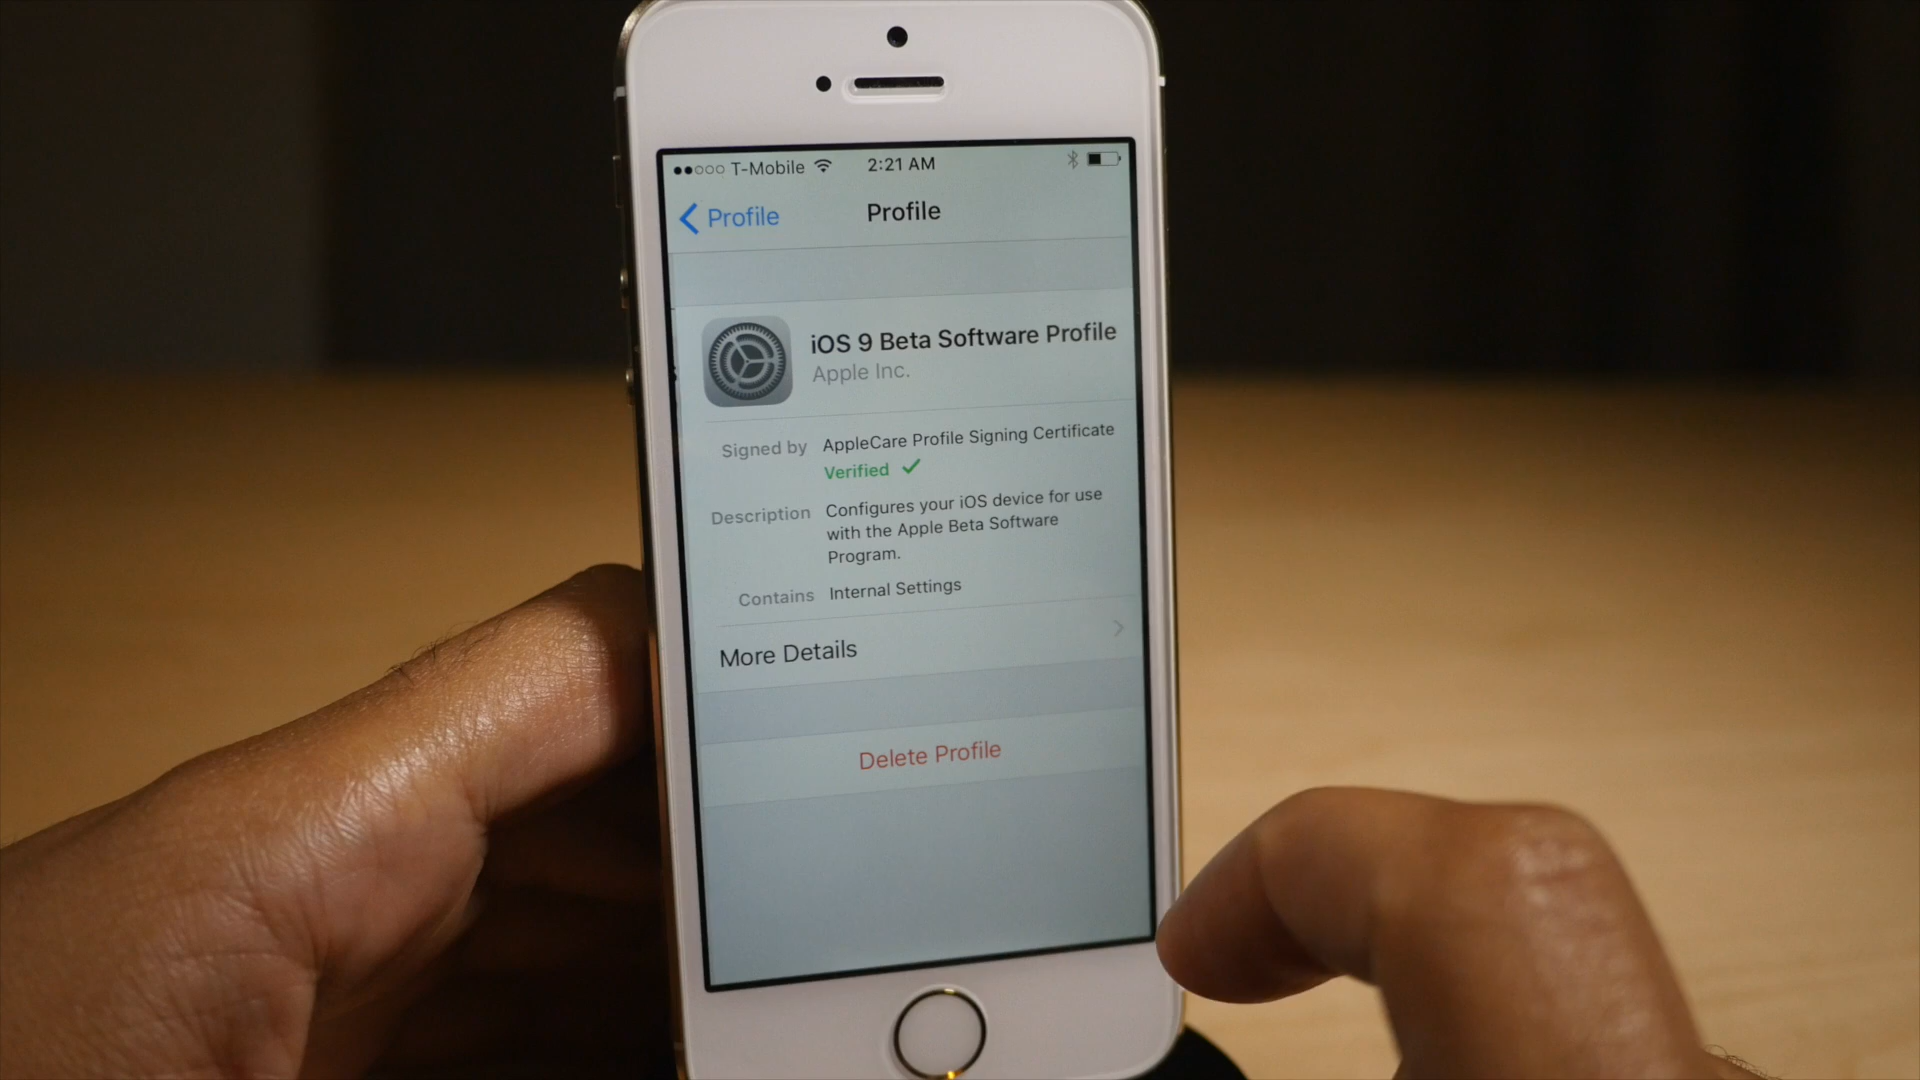 T-Mobile 2:21 AM
Profile Profile
iOS 9 Beta Software Profile
Apple Inc.
Signed by AppleCare Profile Signing Certificate
Verified ✓
Description Configures your iOS device for use
with the Apple Beta Software
Program.
Contains Internal Settings
More Details
Delete Profile